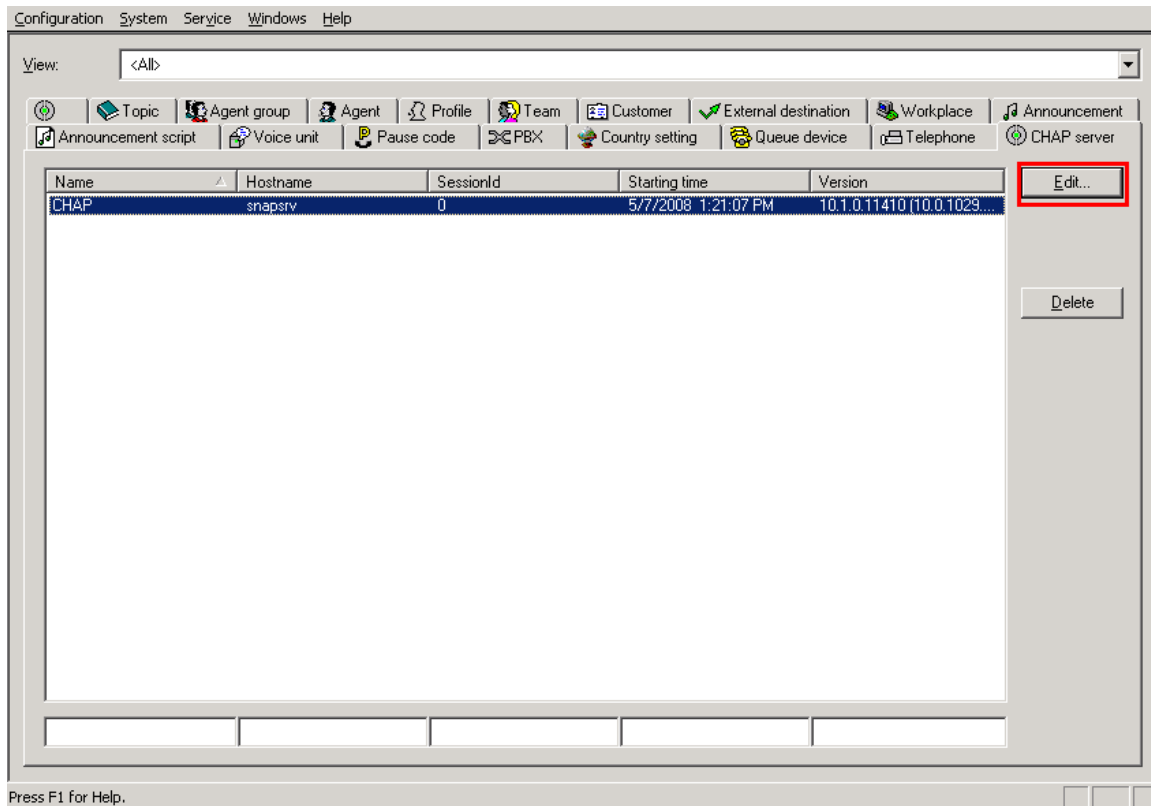 Configuration System Service Windows Help
View: <All>
Topic Agent group Agent Profile Team Customer External destination Workplace Announcement
Announcement script Voice unit Pause code PBX Country setting Queue device Telephone CHAP server
Name Hostname SessionId Starting time Version
CHAP snapsrv 0 5/7/2008 1:21:07 PM 10.1.0.11410 (10.0.1029....
Edit...
Delete
Press F1 for Help.